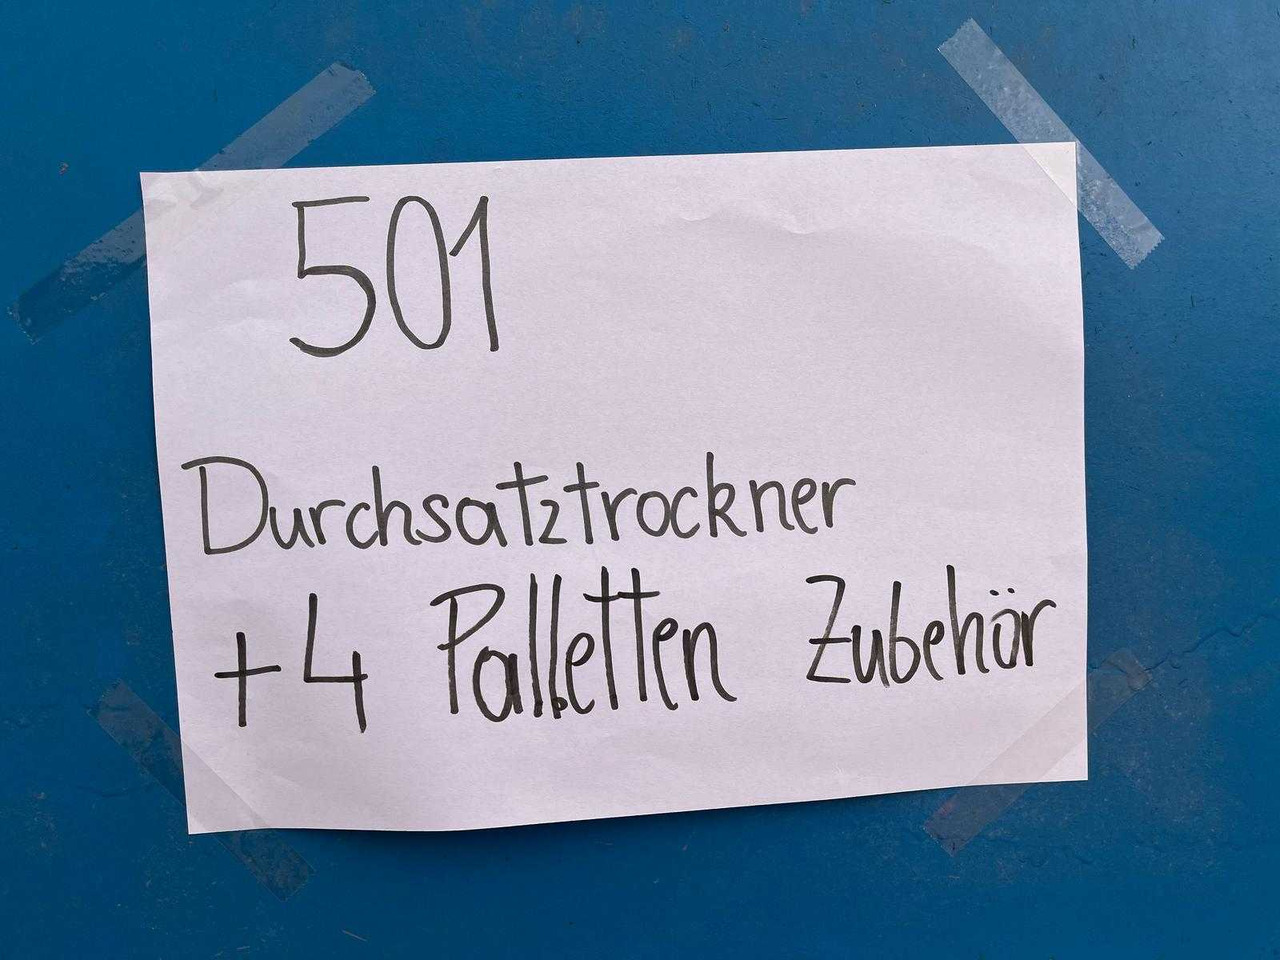 501
Durchsatztrockner
+4 Palletten Zubehör